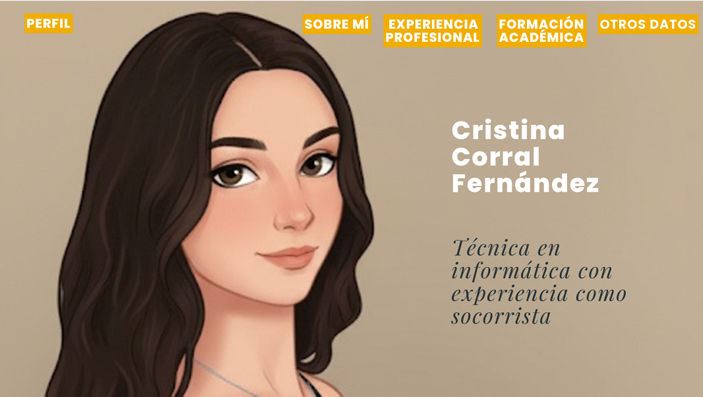 PERFIL
SOBRE MÍ
EXPERIENCIA
PROFESIONAL
FORMACIÓN
ACADÉMICA
OTROS DATOS
Cristina
Corral
Fernández
Técnica en
informática con
experiencia como
socorrista